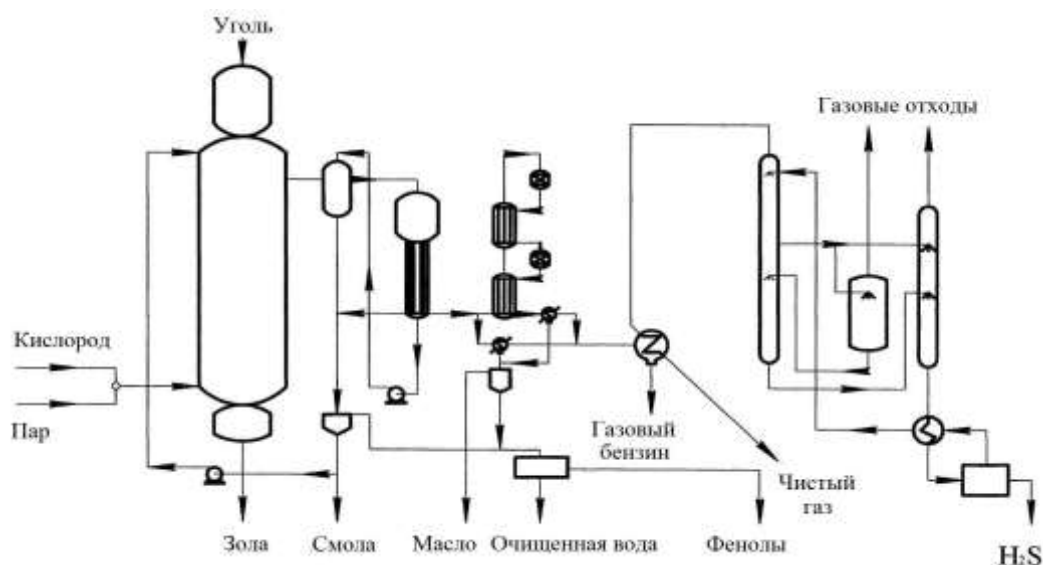 Уголь
Газовые отходы
Кислород
Пар
Газовый
бензин
Чистый
газ
Зола
Смола
Масло
Очищенная вода
Фенолы
H₂S